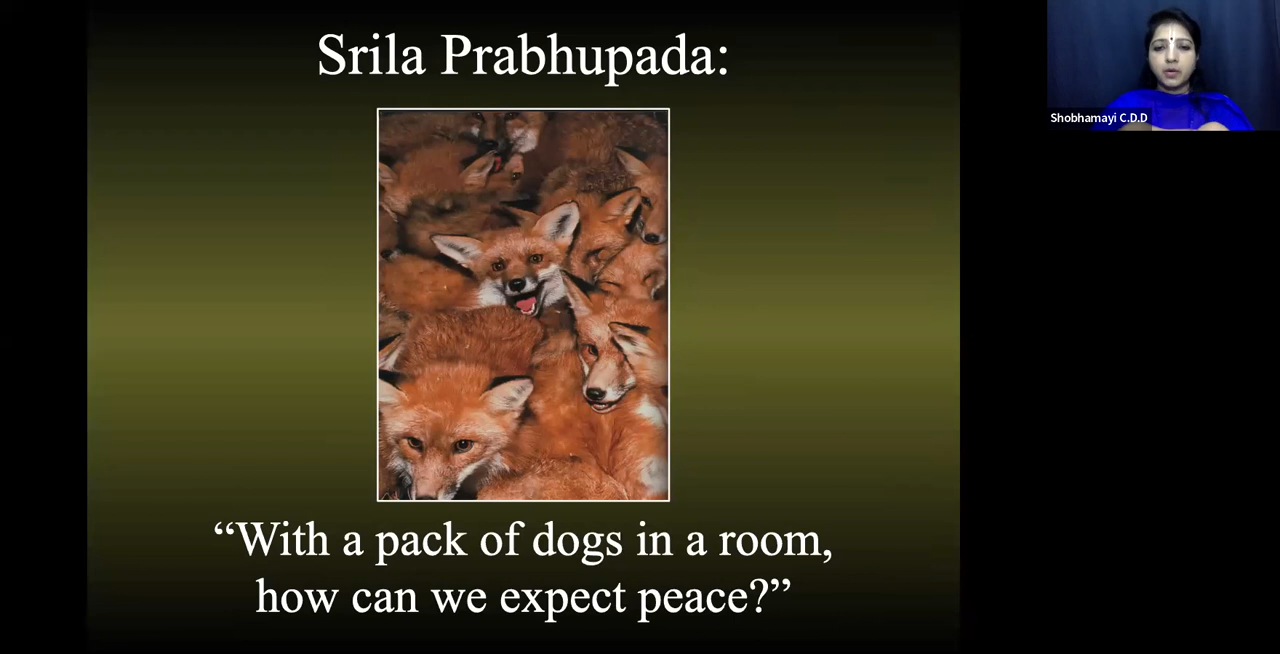 Srila Prabhupada:
Shobhamayi C.D.D
“With a pack of dogs in a room,
how can we expect peace?”